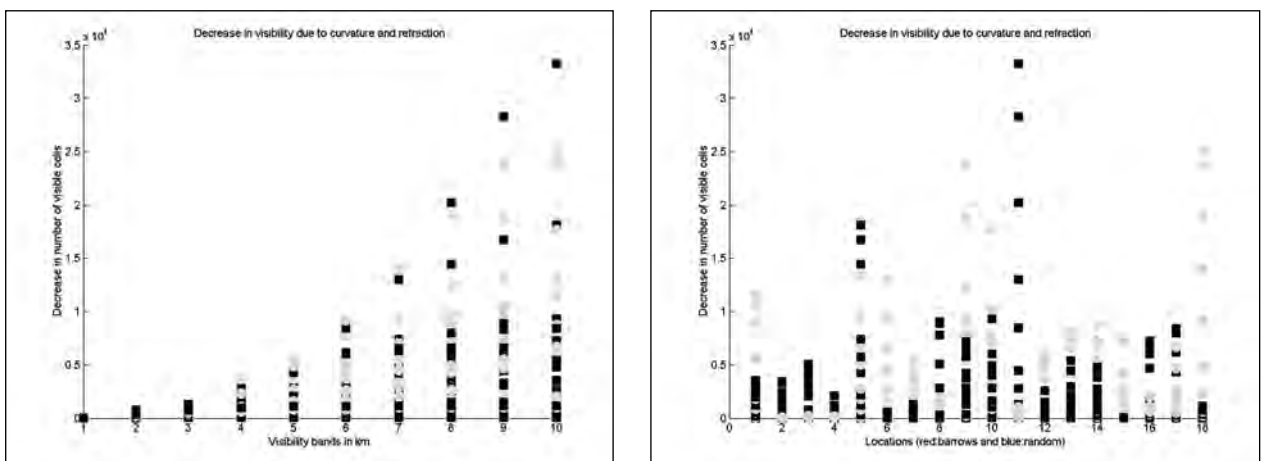 Decrease in visibility due to curvature and refraction
x 10⁴
3.5
3
2.5
2
1.5
1
0.5
0
Decrease in number of visible cells
1 2 3 4 5 6 7 8 9 10
Visibility bands in km
Decrease in visibility due to curvature and refraction
x 10⁴
3.5
3
2.5
2
1.5
1
0.5
0
Decrease in number of visible cells
0 2 4 6 8 10 12 14 16 18
Locations (red:barrows and blue:random)